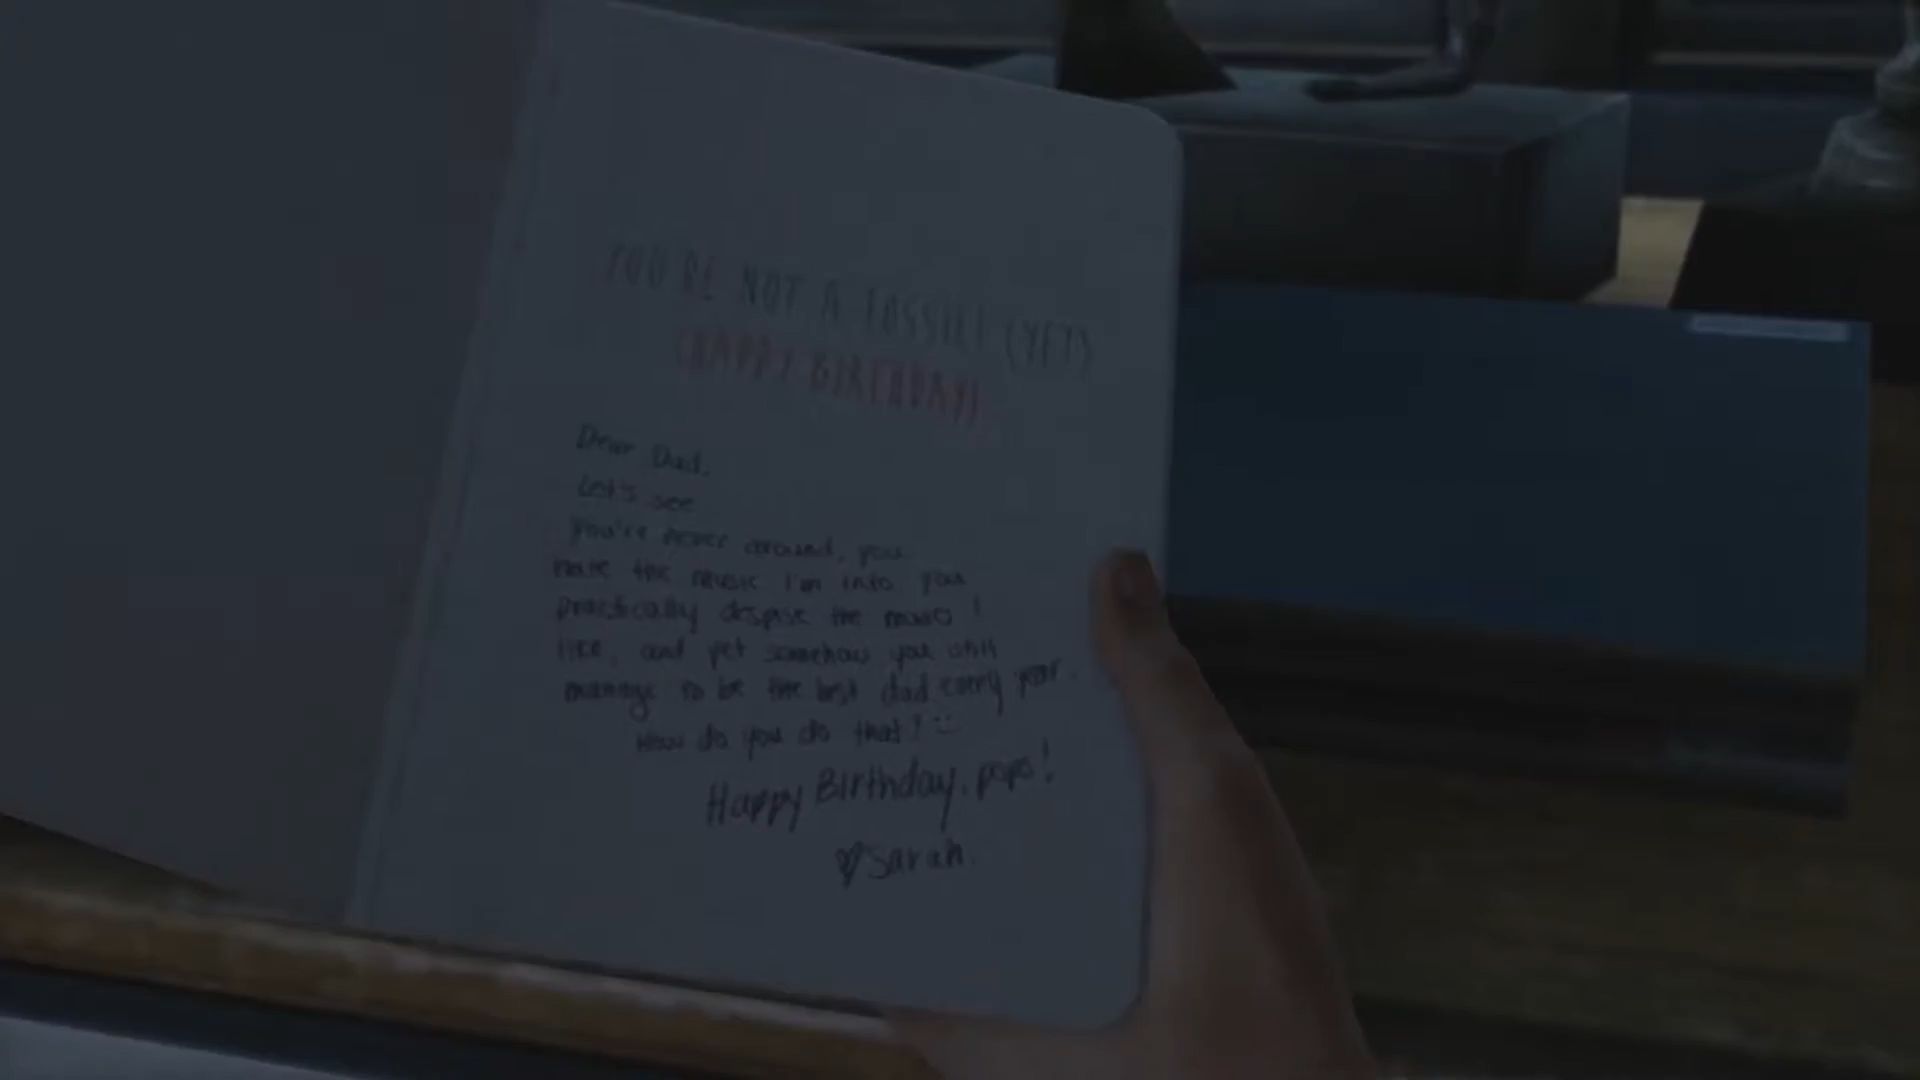 YOU'RE NOT A FOSSIL! (YET)
(HAPPY BIRTHDAY)
Dear Dad,
Let's see
you're never around, you
hate the music I'm into you
practically despise the movies I
like, and yet somehow you still
manage to be the best dad every year.
How do you do that? :)
Happy Birthday, pops!
♡Sarah.